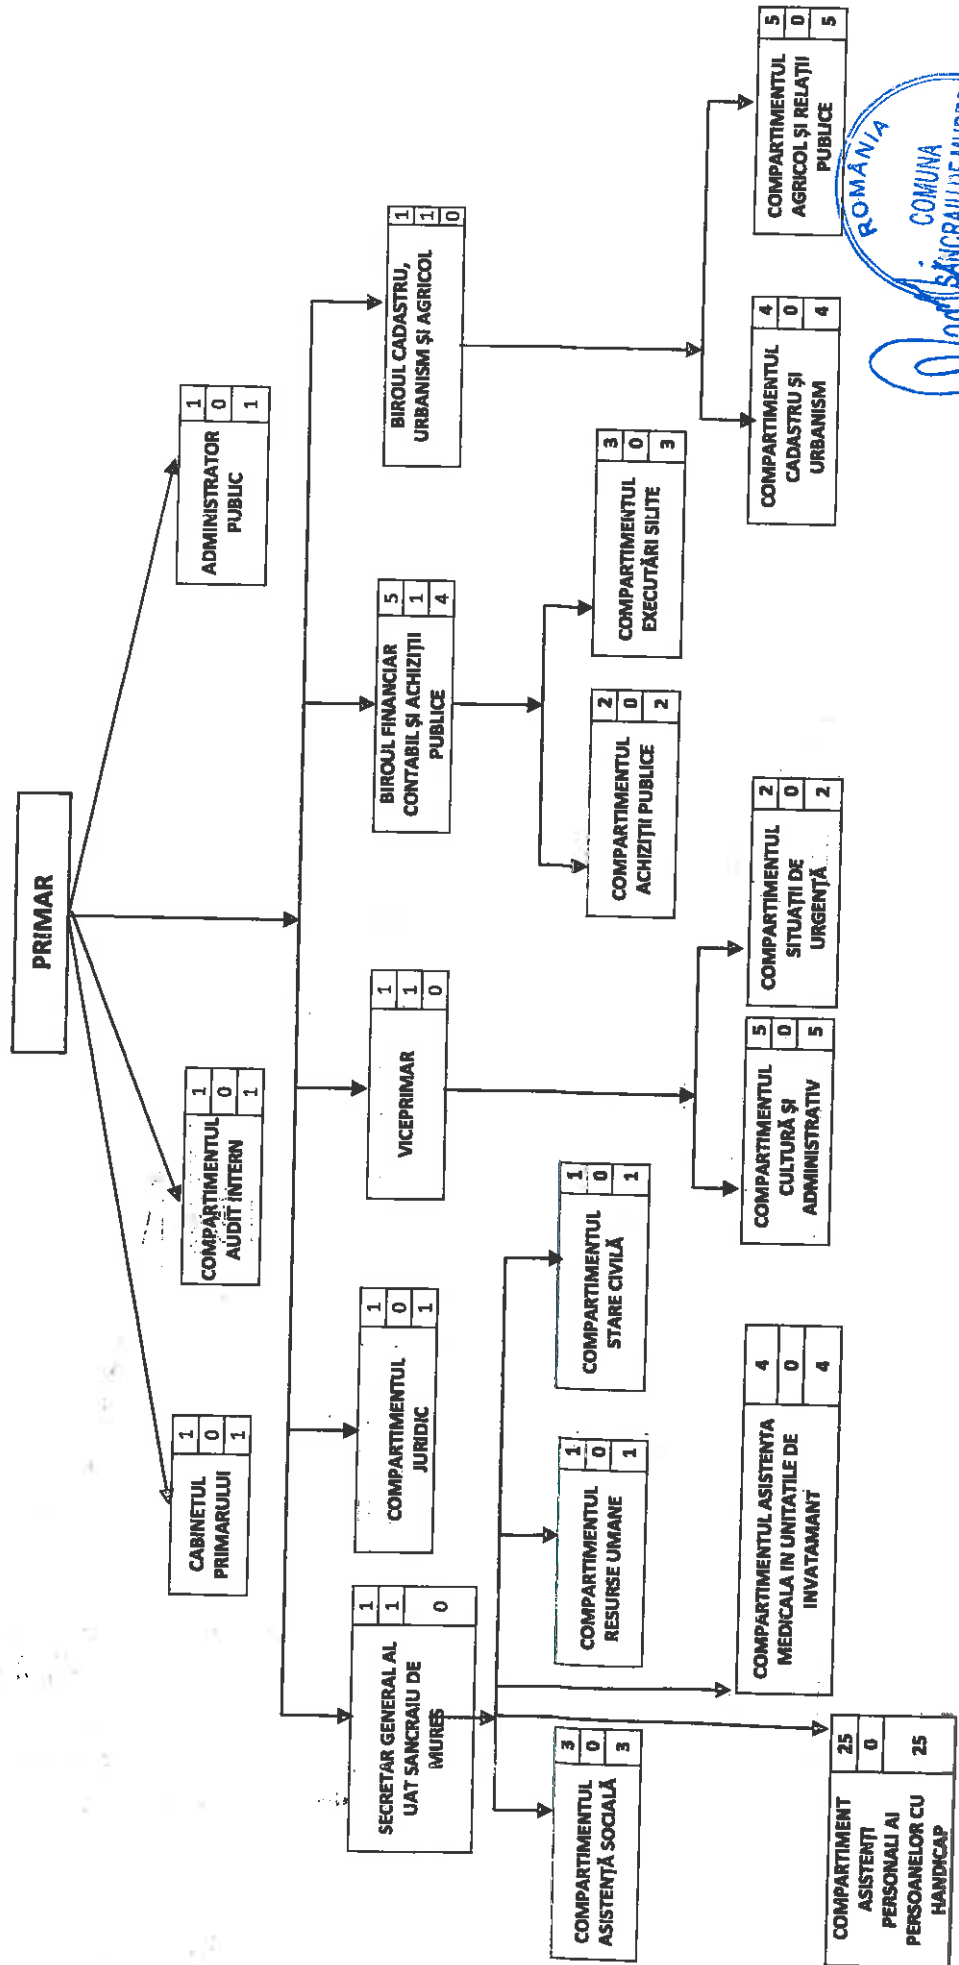 PRIMAR
CABINETUL
PRIMARULUI
1
0
1
COMPARTIMENTUL
AUDIT INTERN
1
0
1
ADMINISTRATOR
PUBLIC
1
0
1
SECRETAR GENERAL AL
UAT SANCRAIU DE
MURES
1
1
0
COMPARTIMENTUL
JURIDIC
1
0
1
VICEPRIMAR
1
1
0
BIROUL FINANCIAR
CONTABIL ȘI ACHIZIȚII
PUBLICE
5
1
4
BIROUL CADASTRU,
URBANISM ȘI AGRICOL
1
1
0
COMPARTIMENTUL
ASISTENȚĂ SOCIALĂ
3
0
3
COMPARTIMENTUL
RESURSE UMANE
1
0
1
COMPARTIMENTUL
STARE CIVILĂ
1
0
1
COMPARTIMENTUL
ACHIZIȚII PUBLICE
2
0
2
COMPARTIMENTUL
EXECUTĂRI SILITE
3
0
3
COMPARTIMENT
ASISTENȚI
PERSONALI AI
PERSOANELOR CU
HANDICAP
25
0
25
COMPARTIMENTUL ASISTENTA
MEDICALA IN UNITATILE DE
INVATAMANT
4
0
4
COMPARTIMENTUL
CULTURĂ ȘI
ADMINISTRATIV
5
0
5
COMPARTIMENTUL
SITUAȚII DE
URGENȚĂ
2
0
2
COMPARTIMENTUL
CADASTRU ȘI
URBANISM
4
0
4
COMPARTIMENTUL
AGRICOL ȘI RELAȚII
PUBLICE
5
0
5
ROMÂNIA
COMUNA